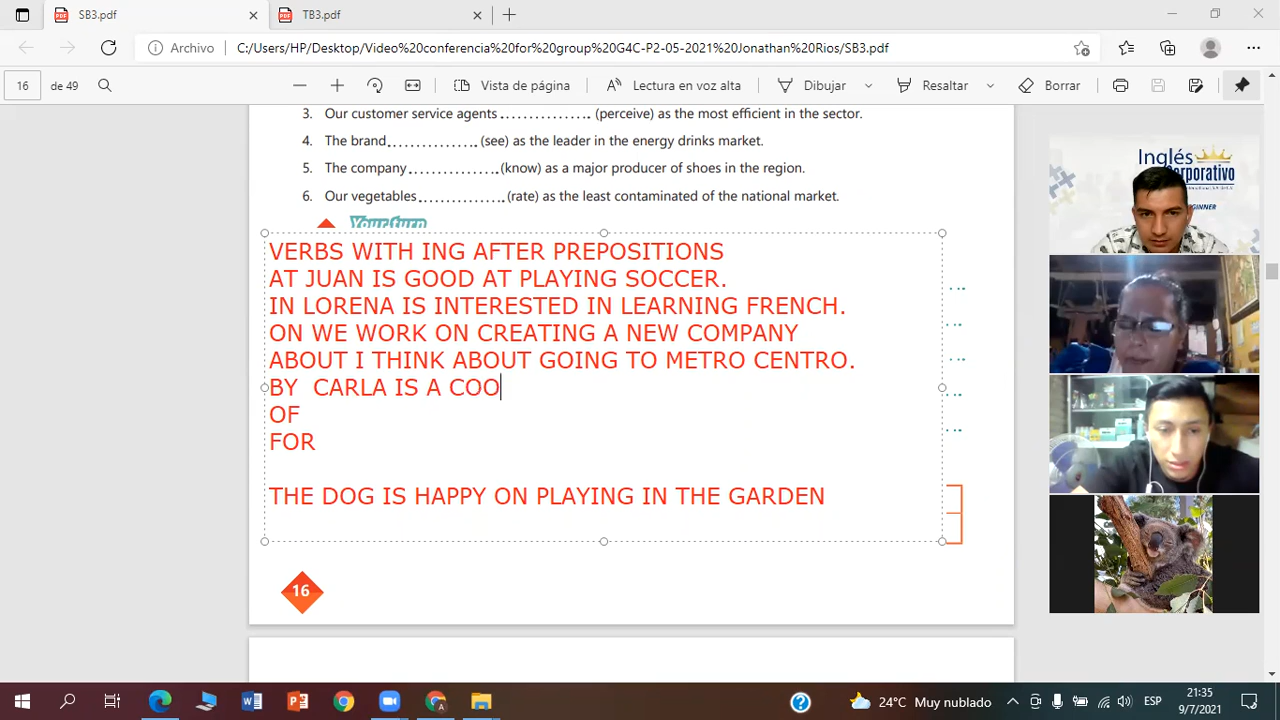 SB3.pdf
TB3.pdf
Archivo
C:/Users/HP/Desktop/Video%20conferencia%20for%20group%20G4C-P2-05-2021%20Jonathan%20Rios/SB3.pdf
16 de 49
Vista de página
Lectura en voz alta
Dibujar
Resaltar
Borrar
3. Our customer service agents .............. (perceive) as the most efficient in the sector.
4. The brand .............. (see) as the leader in the energy drinks market.
5. The company .............. (know) as a major producer of shoes in the region.
6. Our vegetables .............. (rate) as the least contaminated of the national market.
Your turn
VERBS WITH ING AFTER PREPOSITIONS
AT JUAN IS GOOD AT PLAYING SOCCER.
IN LORENA IS INTERESTED IN LEARNING FRENCH.
ON WE WORK ON CREATING A NEW COMPANY
ABOUT I THINK ABOUT GOING TO METRO CENTRO.
BY CARLA IS A COO
OF
FOR
THE DOG IS HAPPY ON PLAYING IN THE GARDEN
16
Inglés
24°C Muy nublado
ESP
21:35
9/7/2021